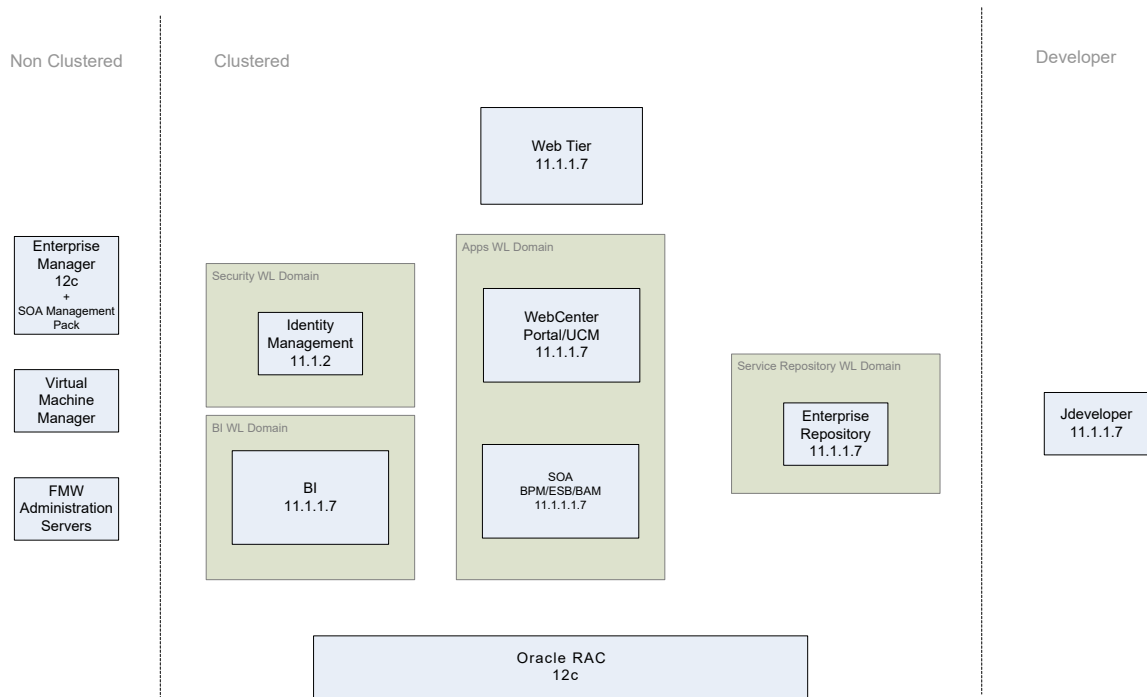 Non Clustered
Clustered
Developer
Web Tier
11.1.1.7
Enterprise
Manager
12c
+
SOA Management
Pack
Virtual
Machine
Manager
FMW
Administration
Servers
Security WL Domain
Identity
Management
11.1.2
BI WL Domain
BI
11.1.1.7
Apps WL Domain
WebCenter
Portal/UCM
11.1.1.7
SOA
BPM/ESB/BAM
11.1.1.1.7
Service Repository WL Domain
Enterprise
Repository
11.1.1.7
Jdeveloper
11.1.1.7
Oracle RAC
12c